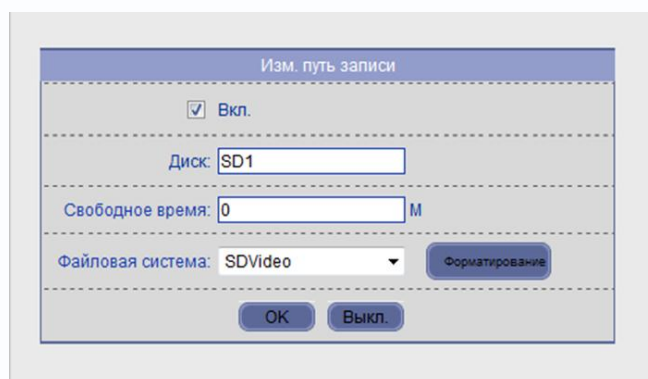 Изм. путь записи
Вкл.
Диск: SD1
Свободное время: 0 M
Файловая система: SDVideo Форматирование
OK Выкл.